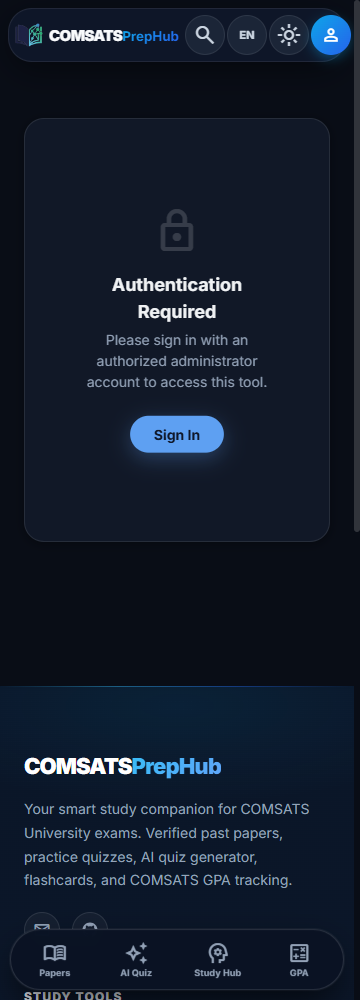 COMSATSPrepHub
EN
Authentication
Required
Please sign in with an
authorized administrator
account to access this tool.
Sign In
COMSATSPrepHub
Your smart study companion for COMSATS
University exams. Verified past papers,
practice quizzes, AI quiz generator,
flashcards, and COMSATS GPA tracking.
Papers
AI Quiz
Study Hub
GPA
STUDY TOOLS